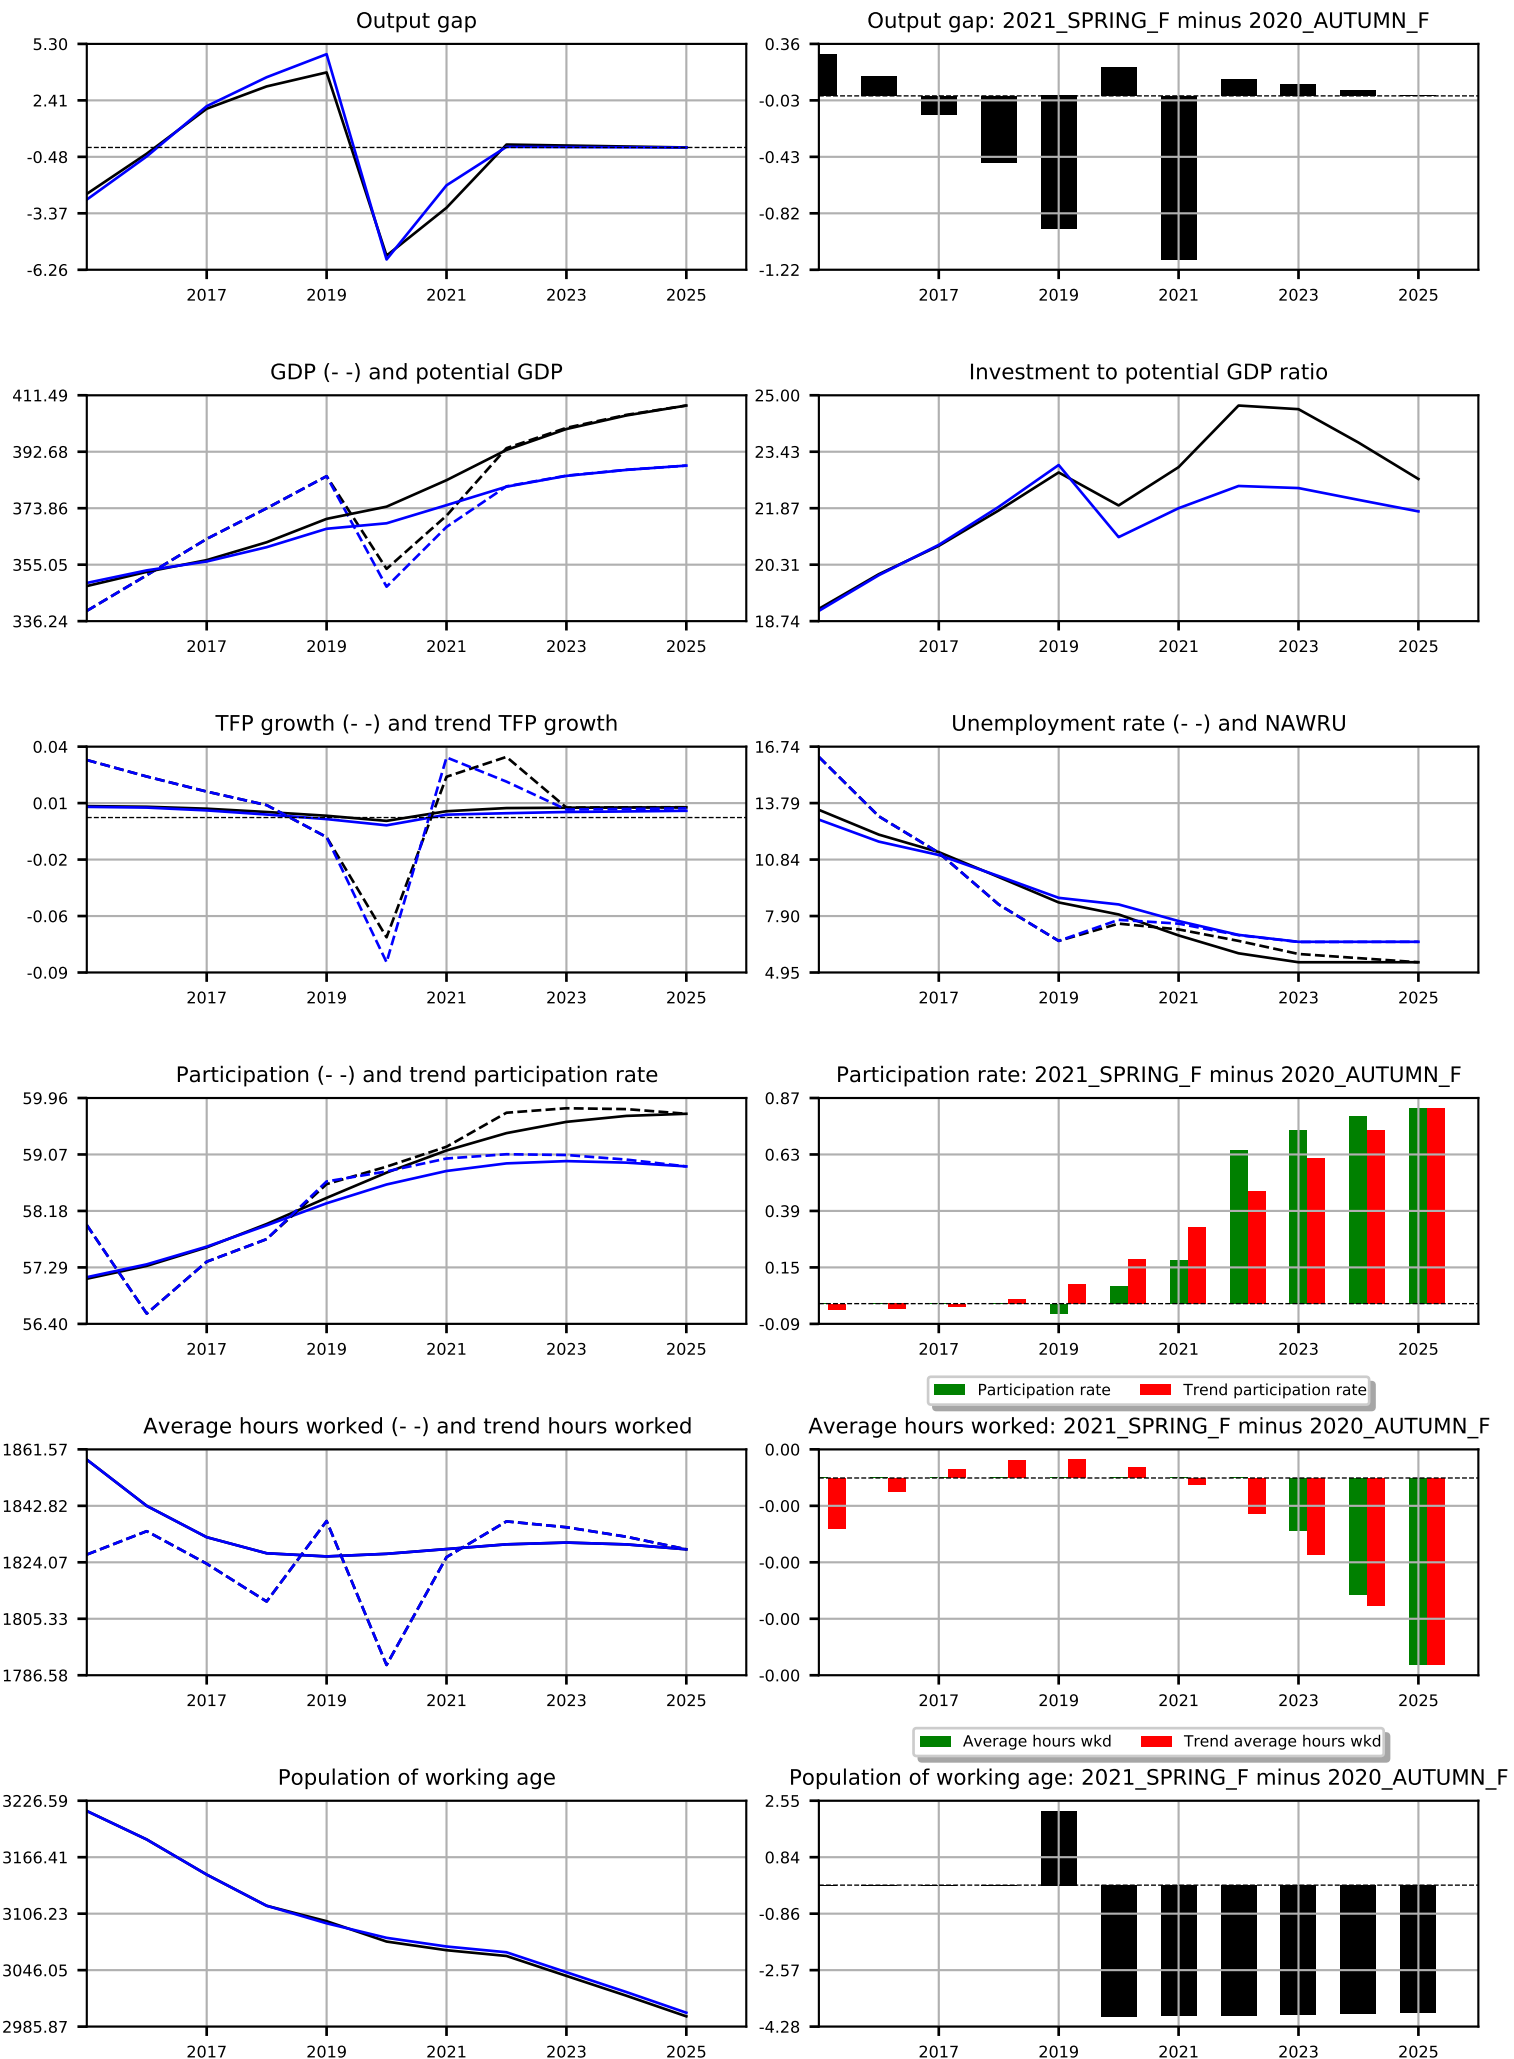 Output gap
5.30
2.41
-0.48
-3.37
-6.26
2017 2019 2021 2023 2025
Output gap: 2021_SPRING_F minus 2020_AUTUMN_F
0.36
-0.03
-0.43
-0.82
-1.22
2017 2019 2021 2023 2025
GDP (- -) and potential GDP
411.49
392.68
373.86
355.05
336.24
2017 2019 2021 2023 2025
Investment to potential GDP ratio
25.00
23.43
21.87
20.31
18.74
2017 2019 2021 2023 2025
TFP growth (- -) and trend TFP growth
0.04
0.01
-0.02
-0.06
-0.09
2017 2019 2021 2023 2025
Unemployment rate (- -) and NAWRU
16.74
13.79
10.84
7.90
4.95
2017 2019 2021 2023 2025
Participation (- -) and trend participation rate
59.96
59.07
58.18
57.29
56.40
2017 2019 2021 2023 2025
Participation rate: 2021_SPRING_F minus 2020_AUTUMN_F
0.87
0.63
0.39
0.15
-0.09
2017 2019 2021 2023 2025
Participation rate Trend participation rate
Average hours worked (- -) and trend hours worked
1861.57
1842.82
1824.07
1805.33
1786.58
2017 2019 2021 2023 2025
Average hours worked: 2021_SPRING_F minus 2020_AUTUMN_F
0.00
-0.00
-0.00
-0.00
-0.00
2017 2019 2021 2023 2025
Average hours wkd Trend average hours wkd
Population of working age
3226.59
3166.41
3106.23
3046.05
2985.87
2017 2019 2021 2023 2025
Population of working age: 2021_SPRING_F minus 2020_AUTUMN_F
2.55
0.84
-0.86
-2.57
-4.28
2017 2019 2021 2023 2025